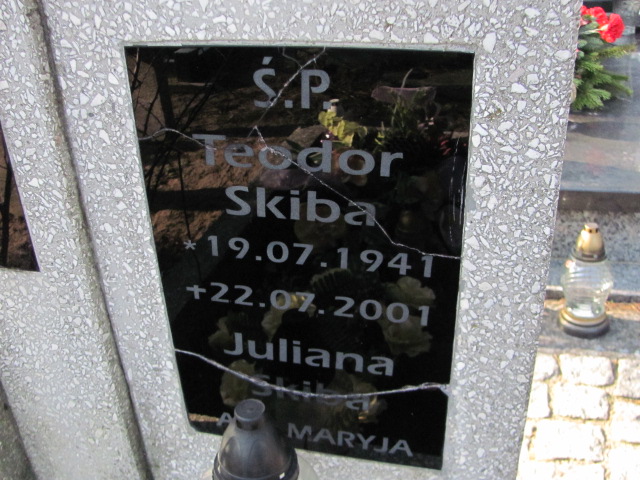 Ś.P.
Teodor
Skiba
*19.07.1941
+22.07.2001
Juliana
Skiba
MARYJA